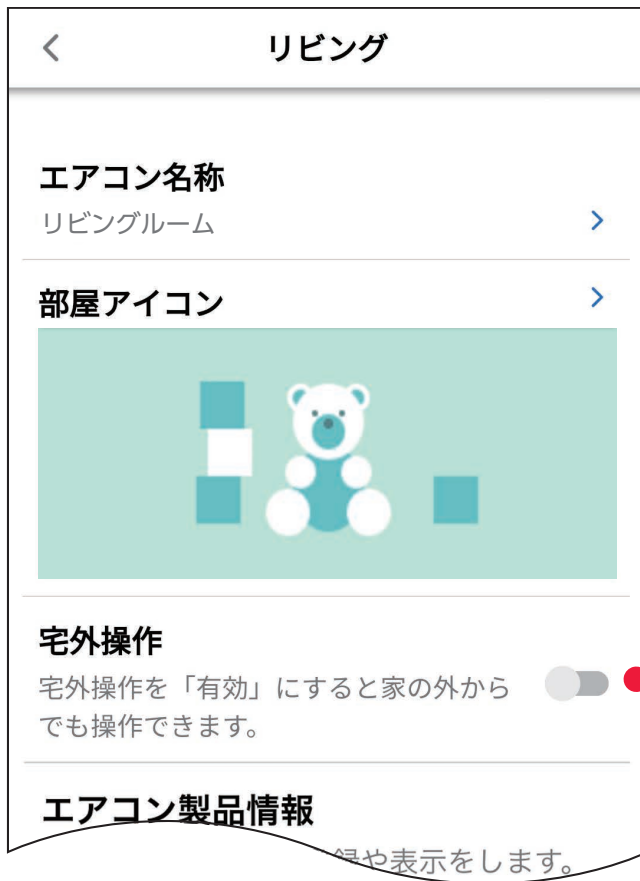 リビング
エアコン名称
リビングルーム
部屋アイコン
宅外操作
宅外操作を「有効」にすると家の外から
でも操作できます。
エアコン製品情報
録や表示をします。